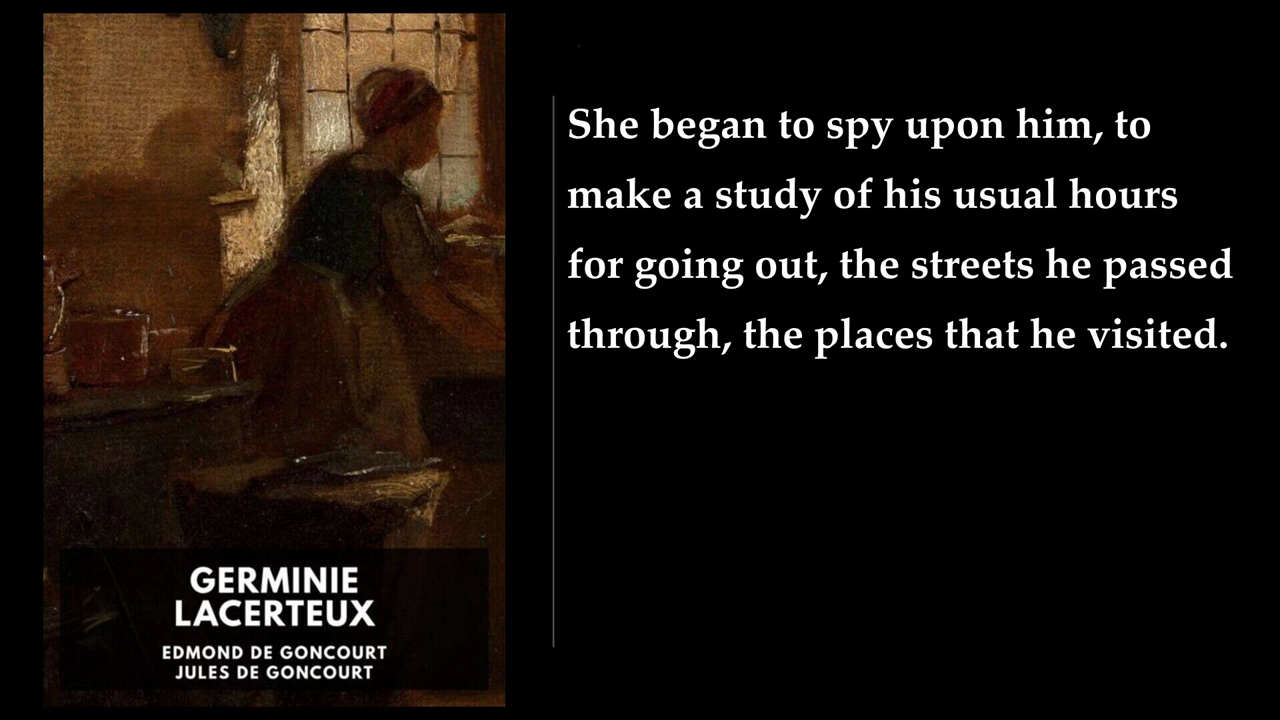 She began to spy upon him, to
make a study of his usual hours
for going out, the streets he passed
through, the places that he visited.
GERMINIE
LACERTEUX
EDMOND DE GONCOURT
JULES DE GONCOURT